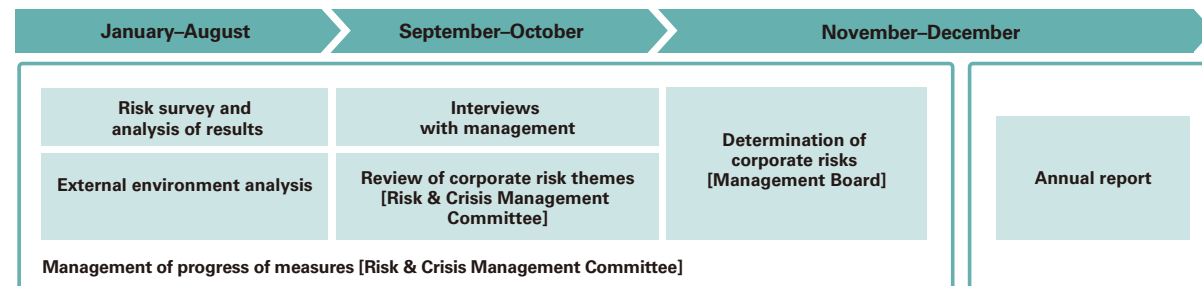 January–August
September–October
November–December
Risk survey and
analysis of results
External environment analysis
Interviews
with management
Review of corporate risk themes
[Risk & Crisis Management
Committee]
Determination of
corporate risks
[Management Board]
Annual report
Management of progress of measures [Risk & Crisis Management Committee]